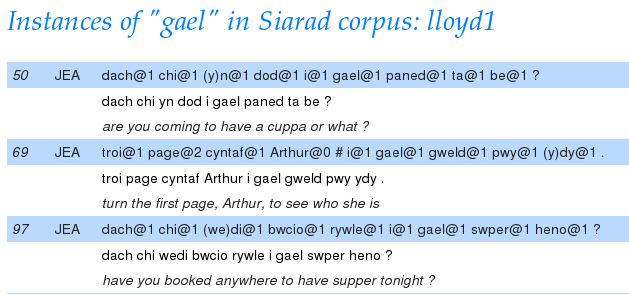 Instances of "gael" in Siarad corpus: lloyd1
50 JEA dach@1 chi@1 (y)n@1 dod@1 i@1 gael@1 paned@1 ta@1 be@1 ?
dach chi yn dod i gael paned ta be ?
are you coming to have a cuppa or what ?
69 JEA troi@1 page@2 cyntaf@1 Arthur@0 # i@1 gael@1 gweld@1 pwy@1 (y)dy@1 .
troi page cyntaf Arthur i gael gweld pwy ydy .
turn the first page, Arthur, to see who she is
97 JEA dach@1 chi@1 (we)di@1 bwcio@1 rywle@1 i@1 gael@1 swper@1 heno@1 ?
dach chi wedi bwcio rywle i gael swper heno ?
have you booked anywhere to have supper tonight ?